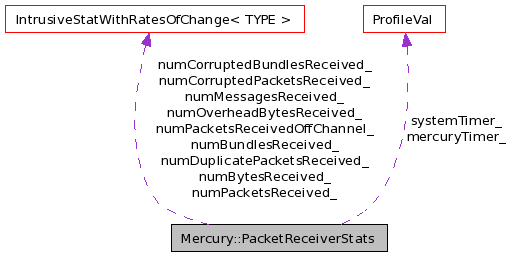 IntrusiveStatWithRatesOfChange< TYPE >
ProfileVal
numCorruptedBundlesReceived_
numCorruptedPacketsReceived_
numMessagesReceived_
numOverheadBytesReceived_
numPacketsReceivedOffChannel_
numBundlesReceived_
numDuplicatePacketsReceived_
numBytesReceived_
numPacketsReceived_
systemTimer_
mercuryTimer_
Mercury::PacketReceiverStats